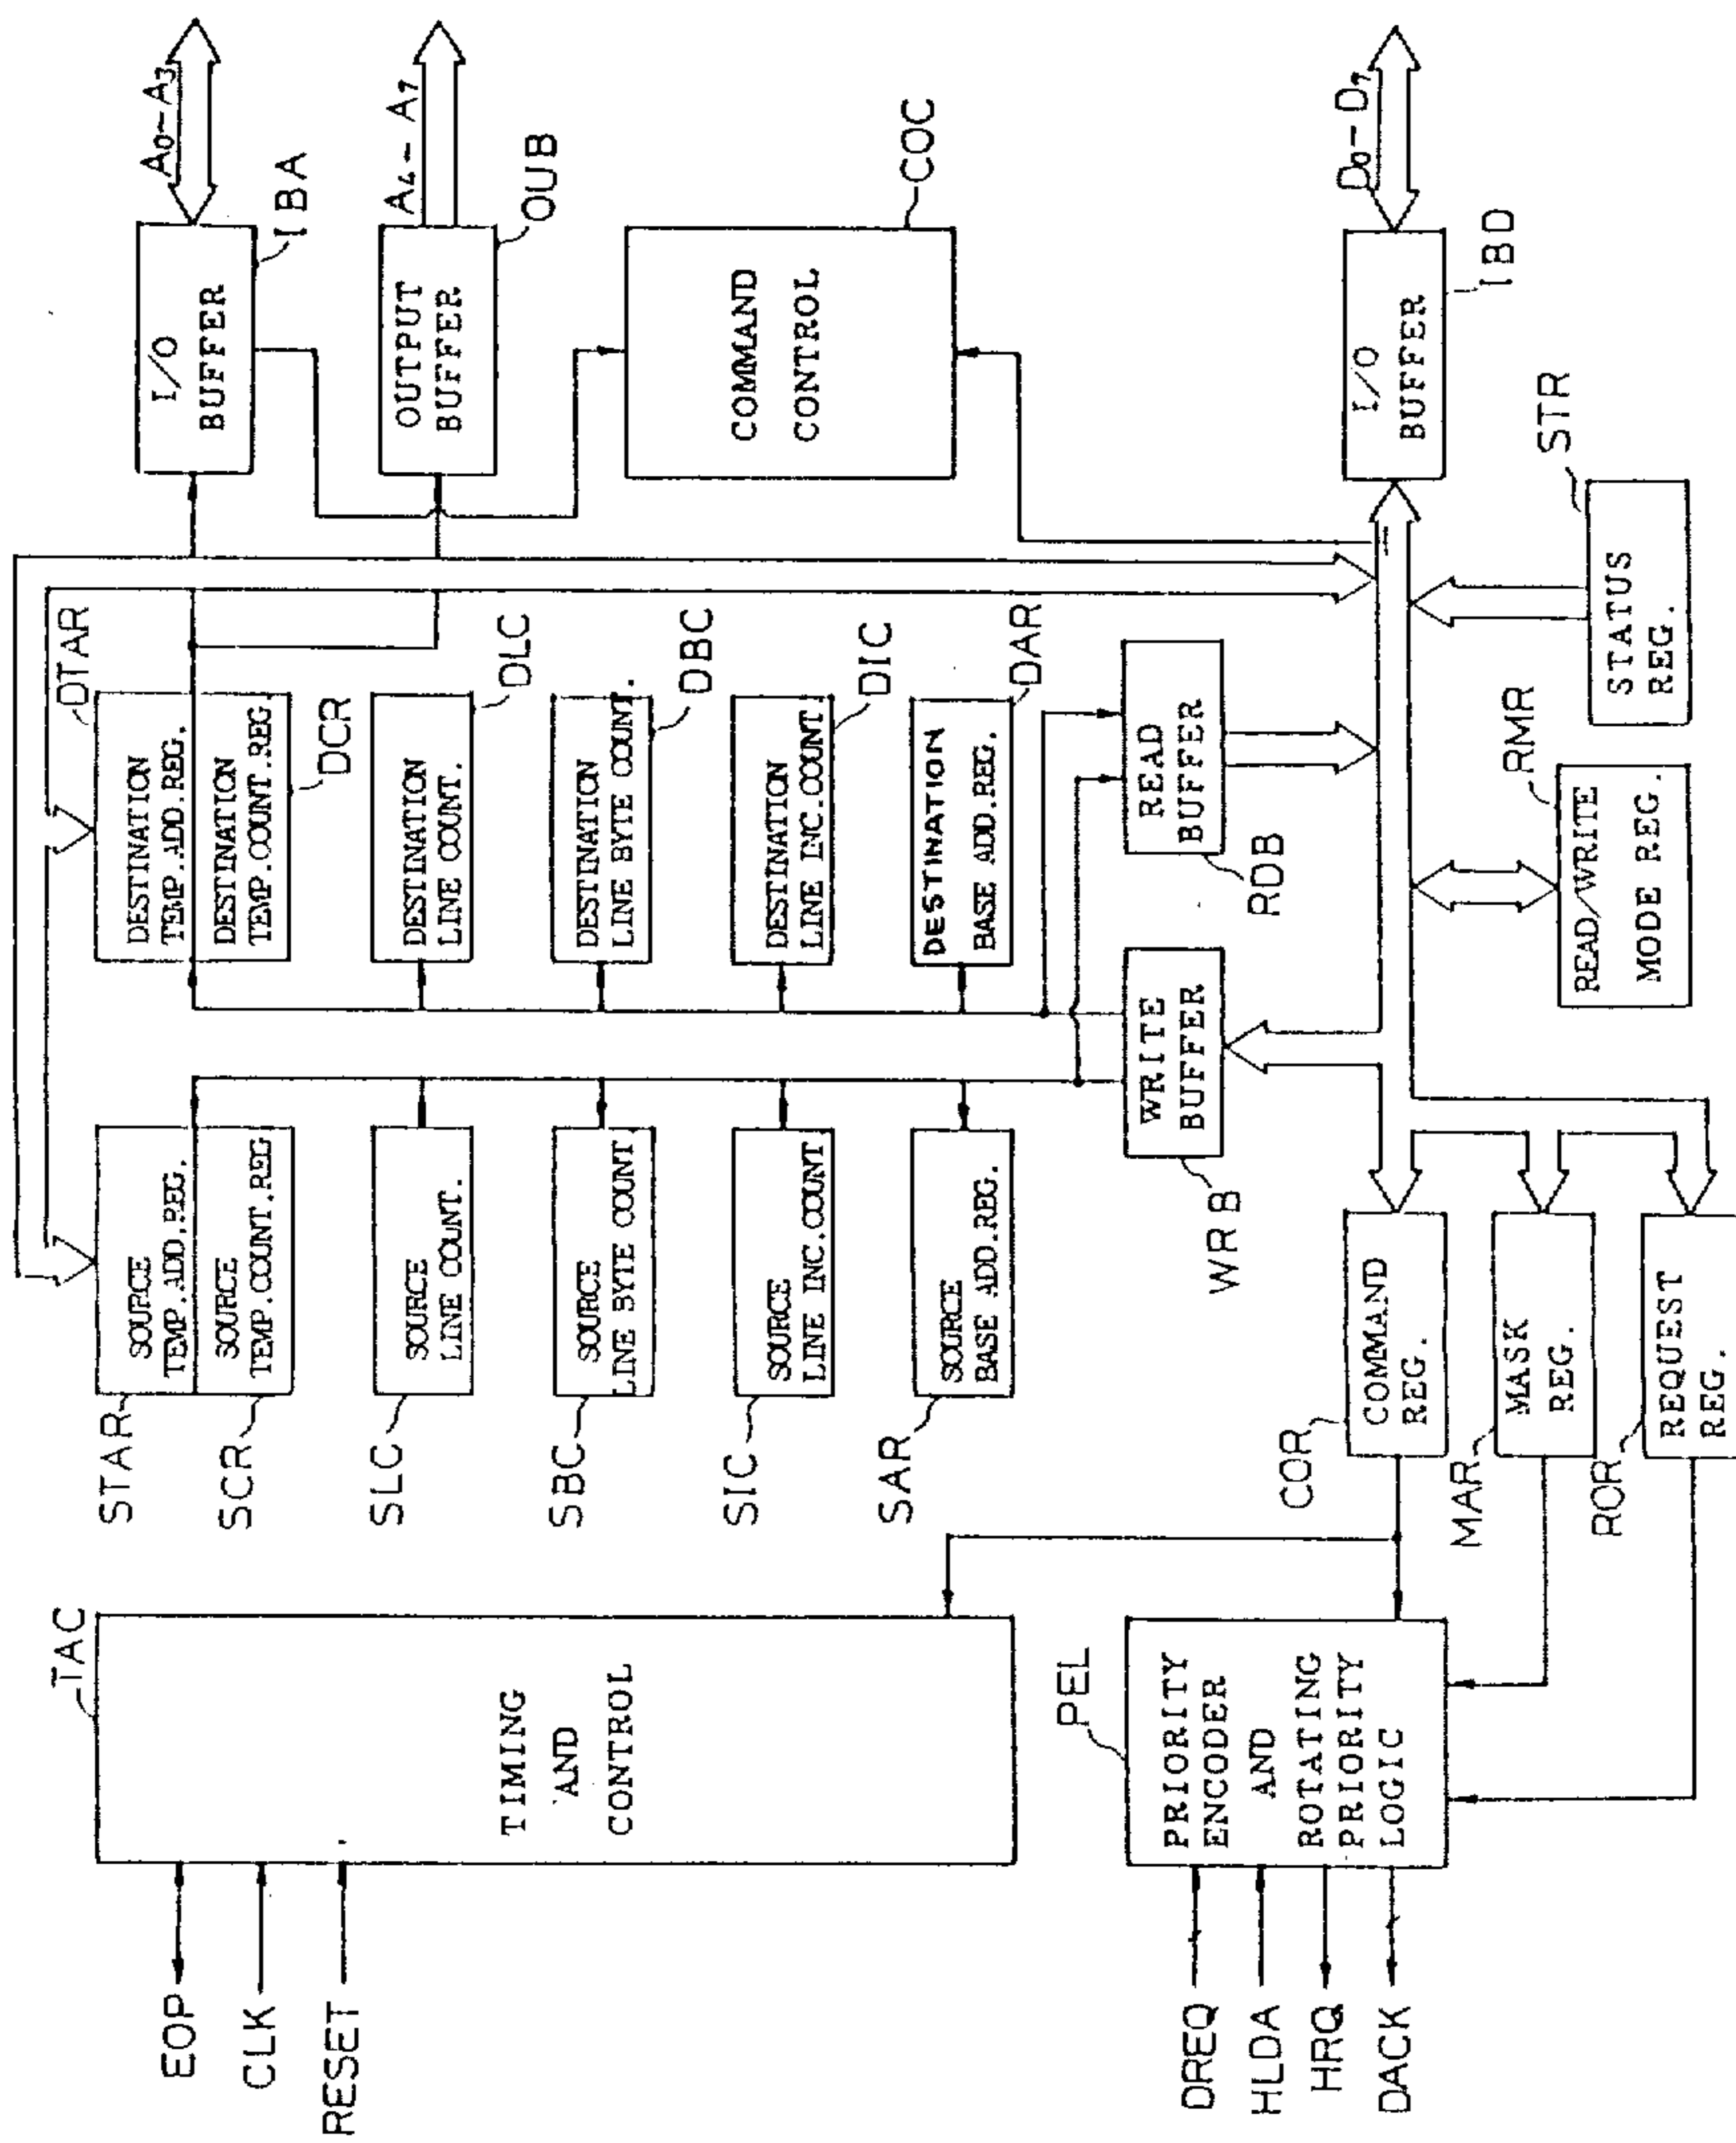 TAC
EOP
CLK
RESET
TIMING
AND
CONTROL
STAR
SOURCE
TEMP.ADD.REG.
SCR
SOURCE
TEMP.COUNT.REG
SLC
SOURCE
LINE COUNT.
SBC
SOURCE
LINE BYTE COUNT
SIC
SOURCE
LINE INC.COUNT
SAR
SOURCE
BASE ADD.REG.
DTAR
DESTINATION
TEMP.ADD.REG.
DESTINATION
TEMP.COUNT.REG
DCR
DESTINATION
LINE COUNT.
DLC
DESTINATION
LINE BYTE COUNT.
DBC
DESTINATION
LINE INC.COUNT.
DIC
DESTINATION
BASE ADD.REG.
DAR
I/O
BUFFER
A0~A3
IBA
OUTPUT
BUFFER
A4~A7
OUB
COMMAND
CONTROL
COC
PEL
DREQ
HLDA
HRQ
DACK
PRIORITY
ENCODER
AND
ROTATING
PRIORITY
LOGIC
WRB
WRITE
BUFFER
RDB
READ
BUFFER
I/O
BUFFER
D0~D7
IBD
COR
COMMAND
REG.
MAR
MASK
REG.
ROR
REQUEST
REG.
RMR
READ/WRITE
MODE REG.
STR
STATUS
REG.